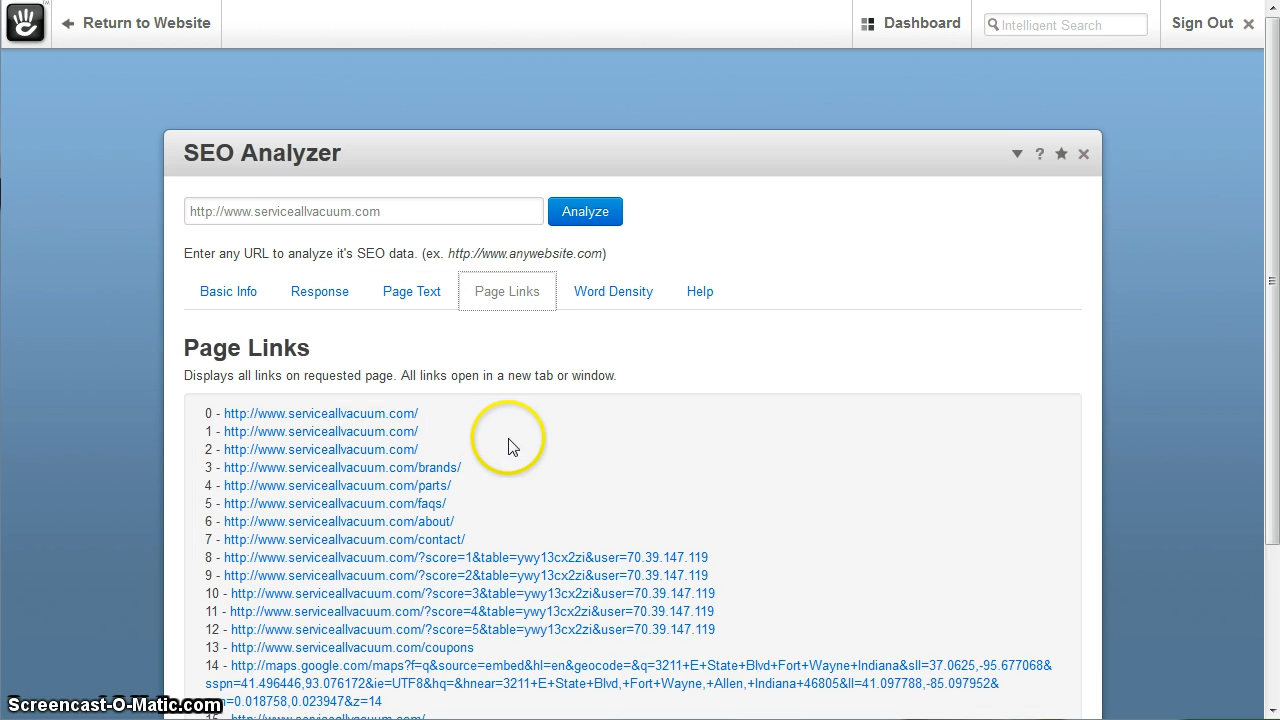 Return to Website
Dashboard
Intelligent Search
Sign Out
SEO Analyzer
?
http://www.serviceallvacuum.com
Analyze
Enter any URL to analyze it's SEO data. (ex. http://www.anywebsite.com)
Basic Info
Response
Page Text
Page Links
Word Density
Help
Page Links
Displays all links on requested page. All links open in a new tab or window.
0 - http://www.serviceallvacuum.com/
1 - http://www.serviceallvacuum.com/
2 - http://www.serviceallvacuum.com/
3 - http://www.serviceallvacuum.com/brands/
4 - http://www.serviceallvacuum.com/parts/
5 - http://www.serviceallvacuum.com/faqs/
6 - http://www.serviceallvacuum.com/about/
7 - http://www.serviceallvacuum.com/contact/
8 - http://www.serviceallvacuum.com/?score=1&table=ywy13cx2zi&user=70.39.147.119
9 - http://www.serviceallvacuum.com/?score=2&table=ywy13cx2zi&user=70.39.147.119
10 - http://www.serviceallvacuum.com/?score=3&table=ywy13cx2zi&user=70.39.147.119
11 - http://www.serviceallvacuum.com/?score=4&table=ywy13cx2zi&user=70.39.147.119
12 - http://www.serviceallvacuum.com/?score=5&table=ywy13cx2zi&user=70.39.147.119
13 - http://www.serviceallvacuum.com/coupons
14 - http://maps.google.com/maps?f=q&source=embed&hl=en&geocode=&q=3211+E+State+Blvd+Fort+Wayne+Indiana&sll=37.0625,-95.677068&
sspn=41.496446,93.076172&ie=UTF8&hq=&hnear=3211+E+State+Blvd,+Fort+Wayne,+Allen,+Indiana+46805&ll=41.097788,-85.097952&
n=0.018758,0.023947&z=14
Screencast-O-Matic.com